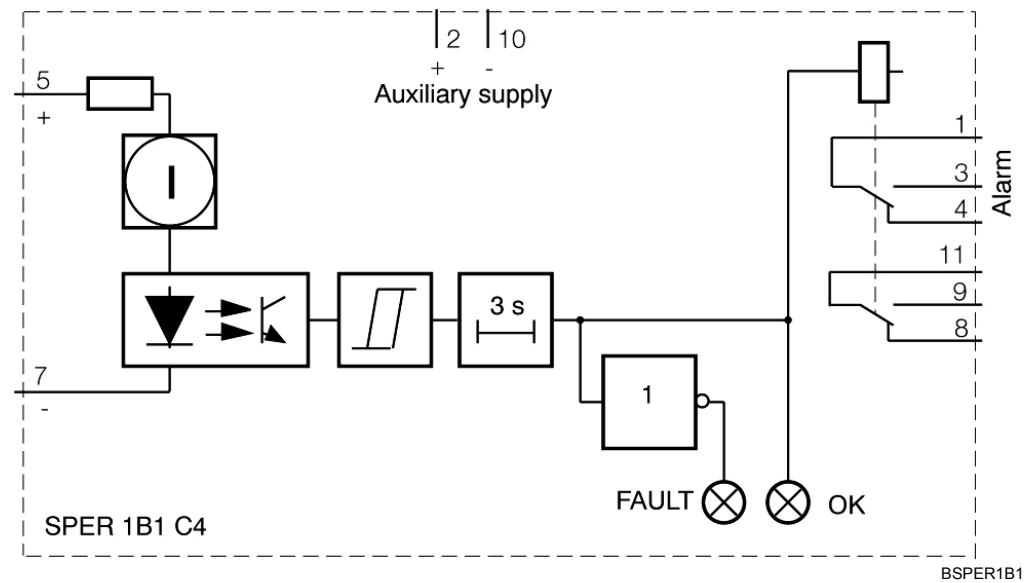 2 10
+ -
Auxiliary supply
5
+
1
3
4
Alarm
I
11
9
8
3 s
7
-
1
FAULT OK
SPER 1B1 C4
BSPER1B1